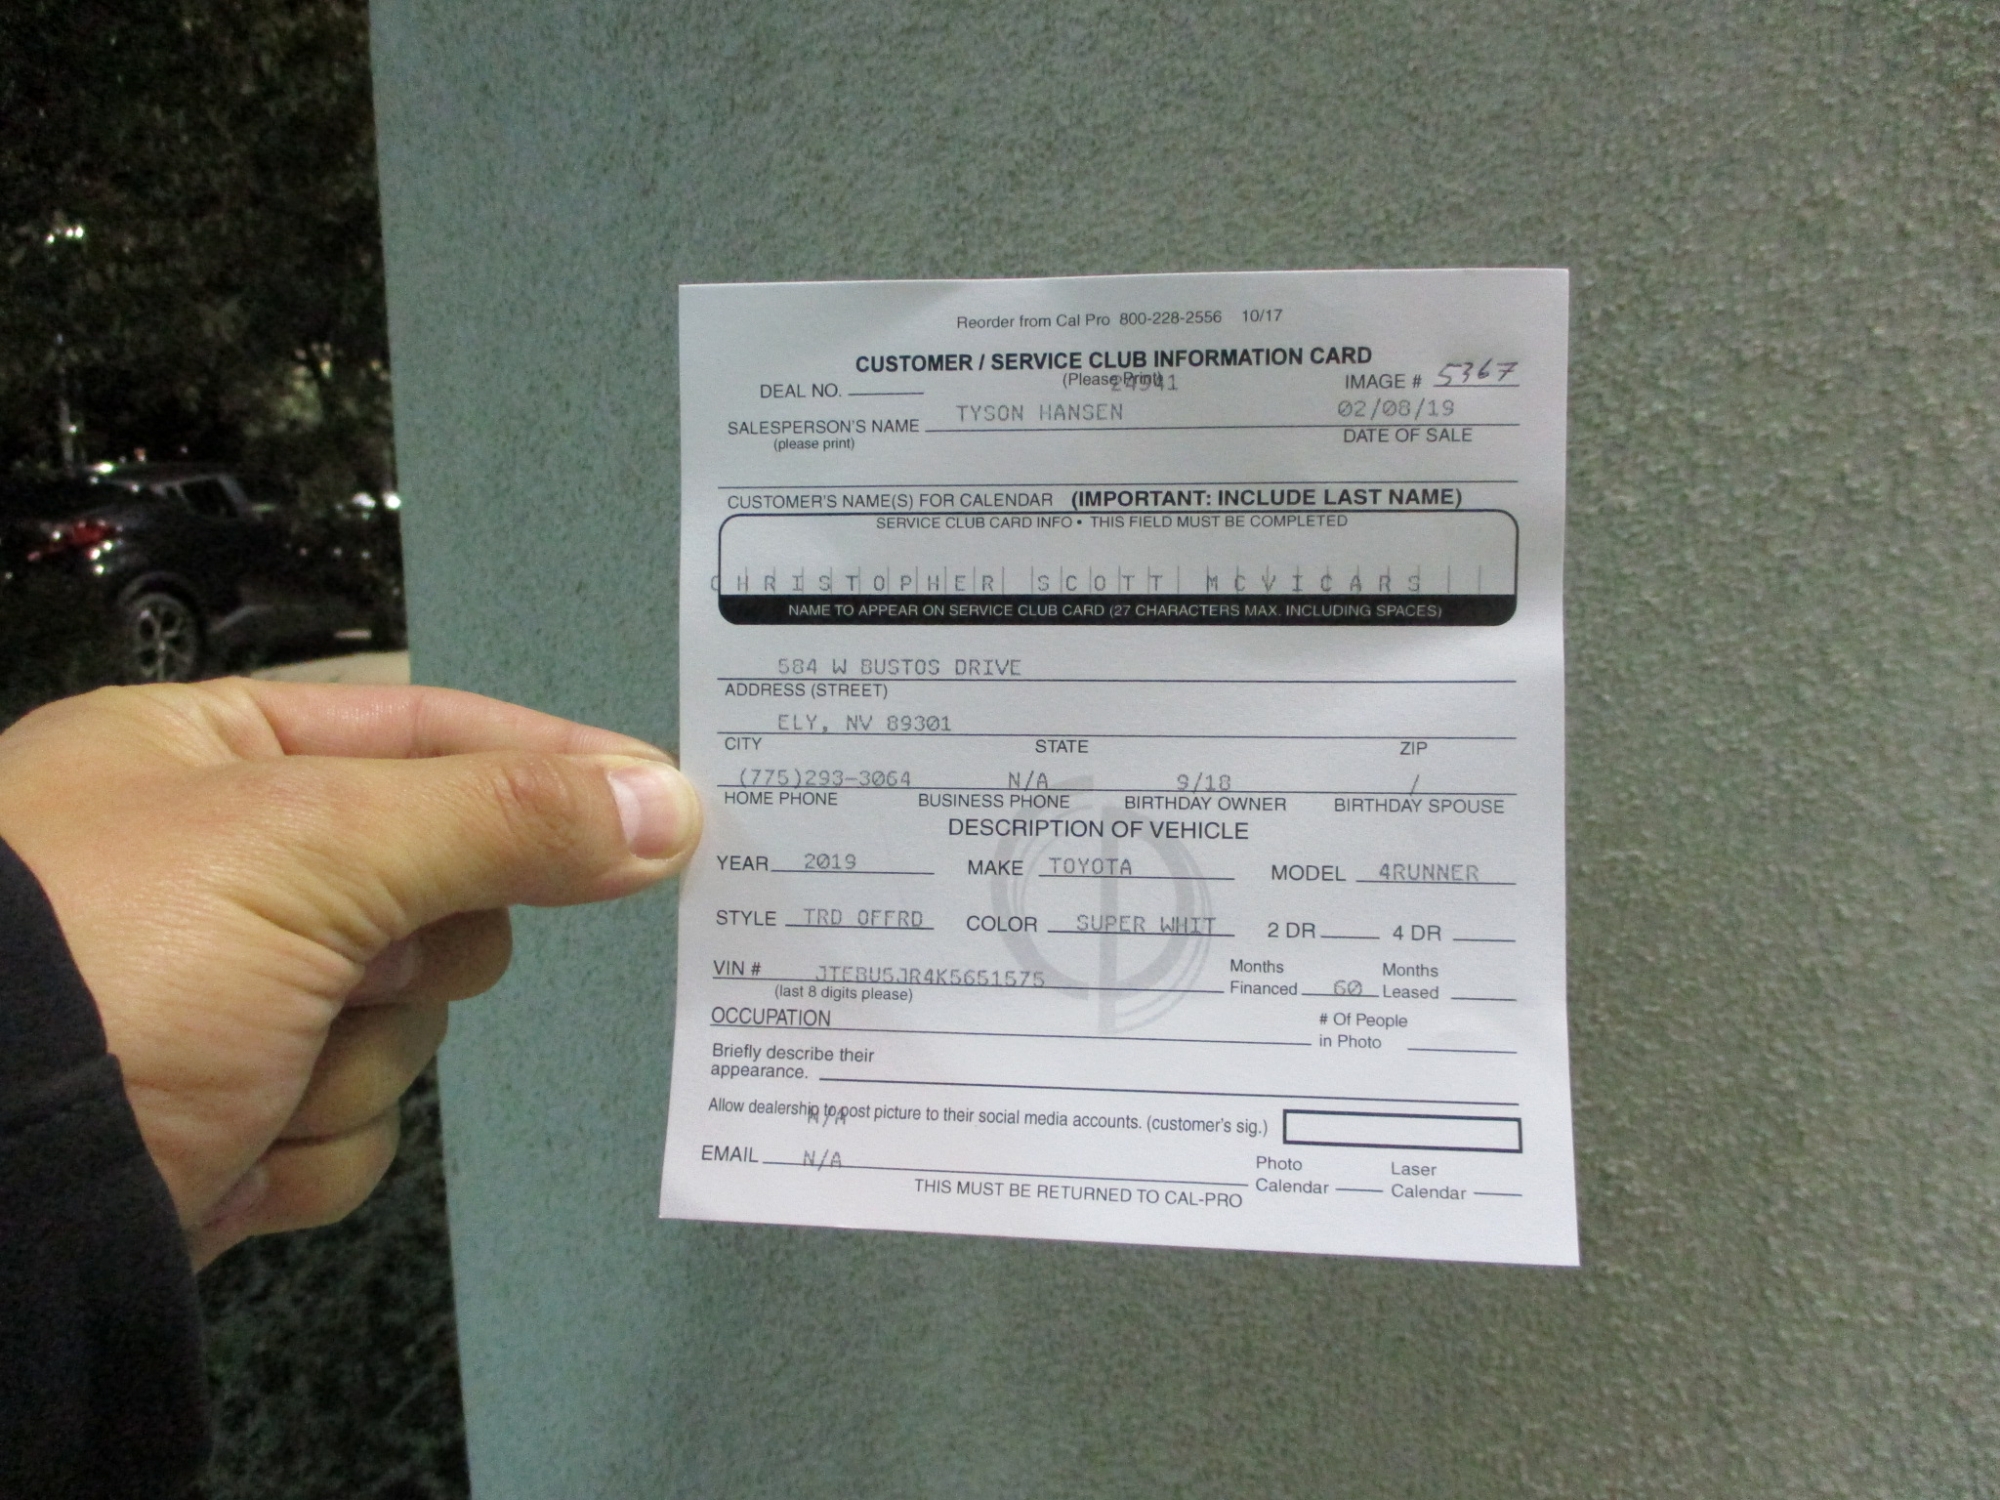 Reorder from Cal Pro 800-228-2556 10/17
CUSTOMER / SERVICE CLUB INFORMATION CARD
(Please Print)
24941
DEAL NO.
IMAGE # 5367
SALESPERSON'S NAME TYSON HANSEN 02/08/19
(please print) DATE OF SALE
CUSTOMER'S NAME(S) FOR CALENDAR (IMPORTANT: INCLUDE LAST NAME)
SERVICE CLUB CARD INFO • THIS FIELD MUST BE COMPLETED
CHRISTOPHER SCOTT MCVICARS
NAME TO APPEAR ON SERVICE CLUB CARD (27 CHARACTERS MAX. INCLUDING SPACES)
584 W BUSTOS DRIVE
ADDRESS (STREET)
ELY, NV 89301
CITY STATE ZIP
(775)293-3064 N/A 9/18 /
HOME PHONE BUSINESS PHONE BIRTHDAY OWNER BIRTHDAY SPOUSE
DESCRIPTION OF VEHICLE
YEAR 2019 MAKE TOYOTA MODEL 4RUNNER
STYLE TRD OFFRD COLOR SUPER WHIT 2 DR 4 DR
VIN # JTEBU5JR4K5651575 Months Financed 60 Months Leased
(last 8 digits please)
OCCUPATION # Of People in Photo
Briefly describe their
appearance.
Allow dealership to post picture to their social media accounts. (customer's sig.)
N/A
EMAIL N/A Photo Calendar Laser Calendar
THIS MUST BE RETURNED TO CAL-PRO